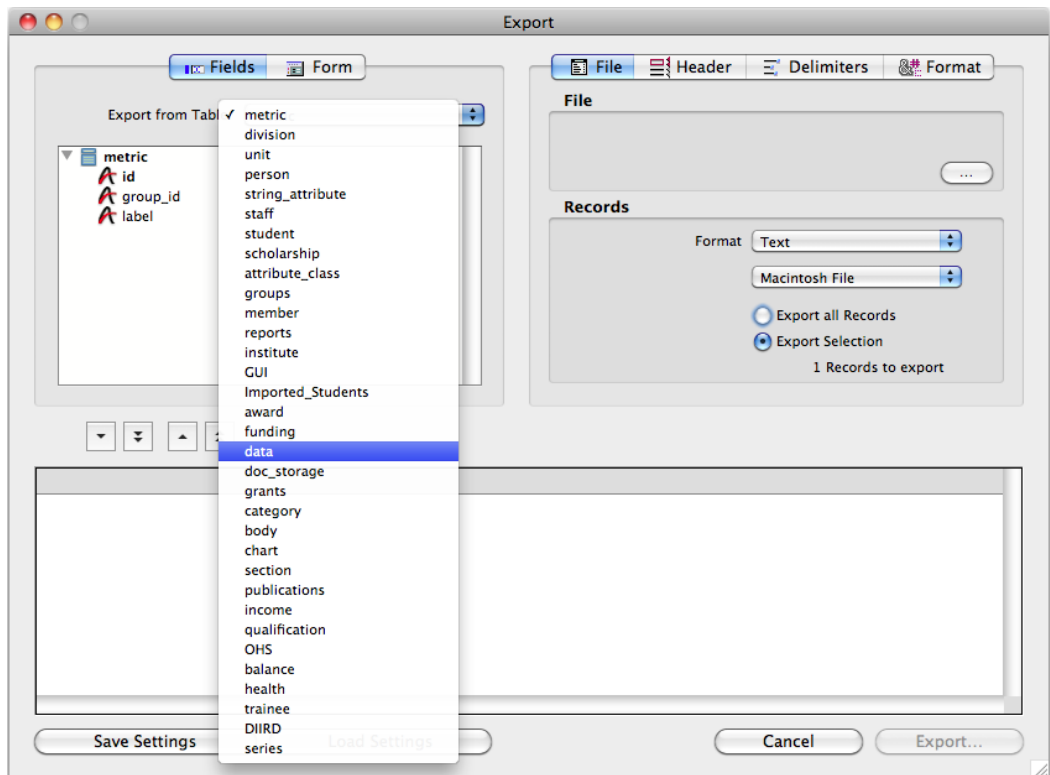 Export
Fields
Form
File
Header
Delimiters
Format
Export from Tabl
✓ metric
division
unit
person
string_attribute
staff
student
scholarship
attribute_class
groups
member
reports
institute
GUI
Imported_Students
award
funding
data
doc_storage
grants
category
body
chart
section
publications
income
qualification
OHS
balance
health
trainee
DIIRD
series
metric
id
group_id
label
File
...
Records
Format Text
Macintosh File
Export all Records
Export Selection
1 Records to export
Save Settings
Load Settings
Cancel
Export...